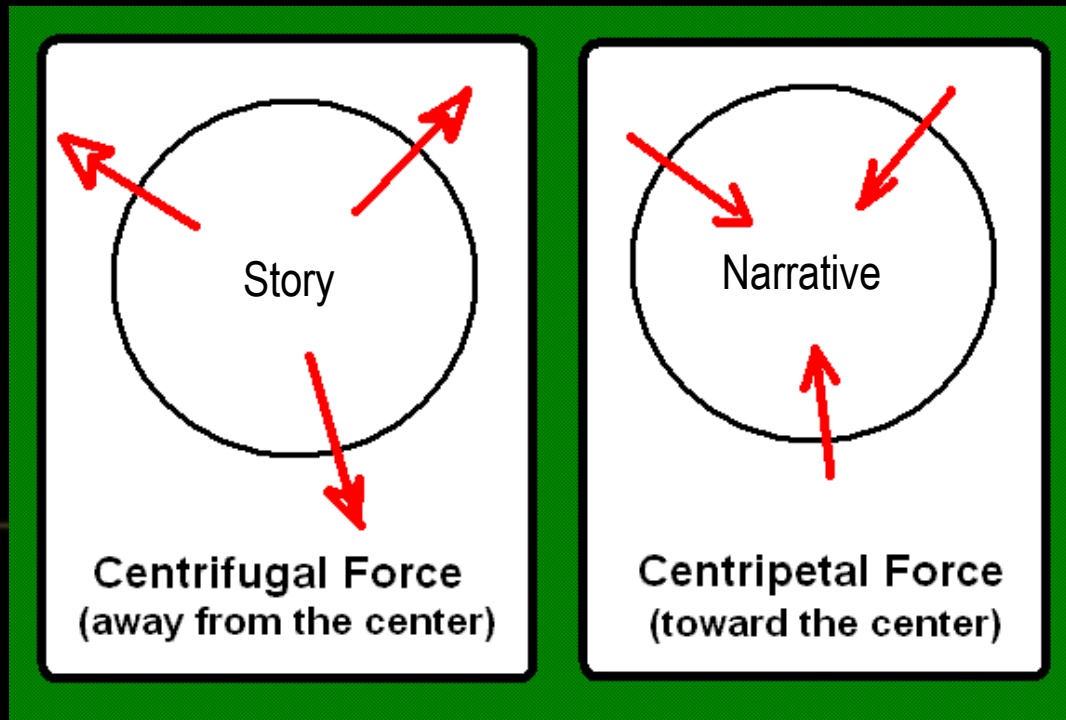 Story
Centrifugal Force
(away from the center)
Narrative
Centripetal Force
(toward the center)